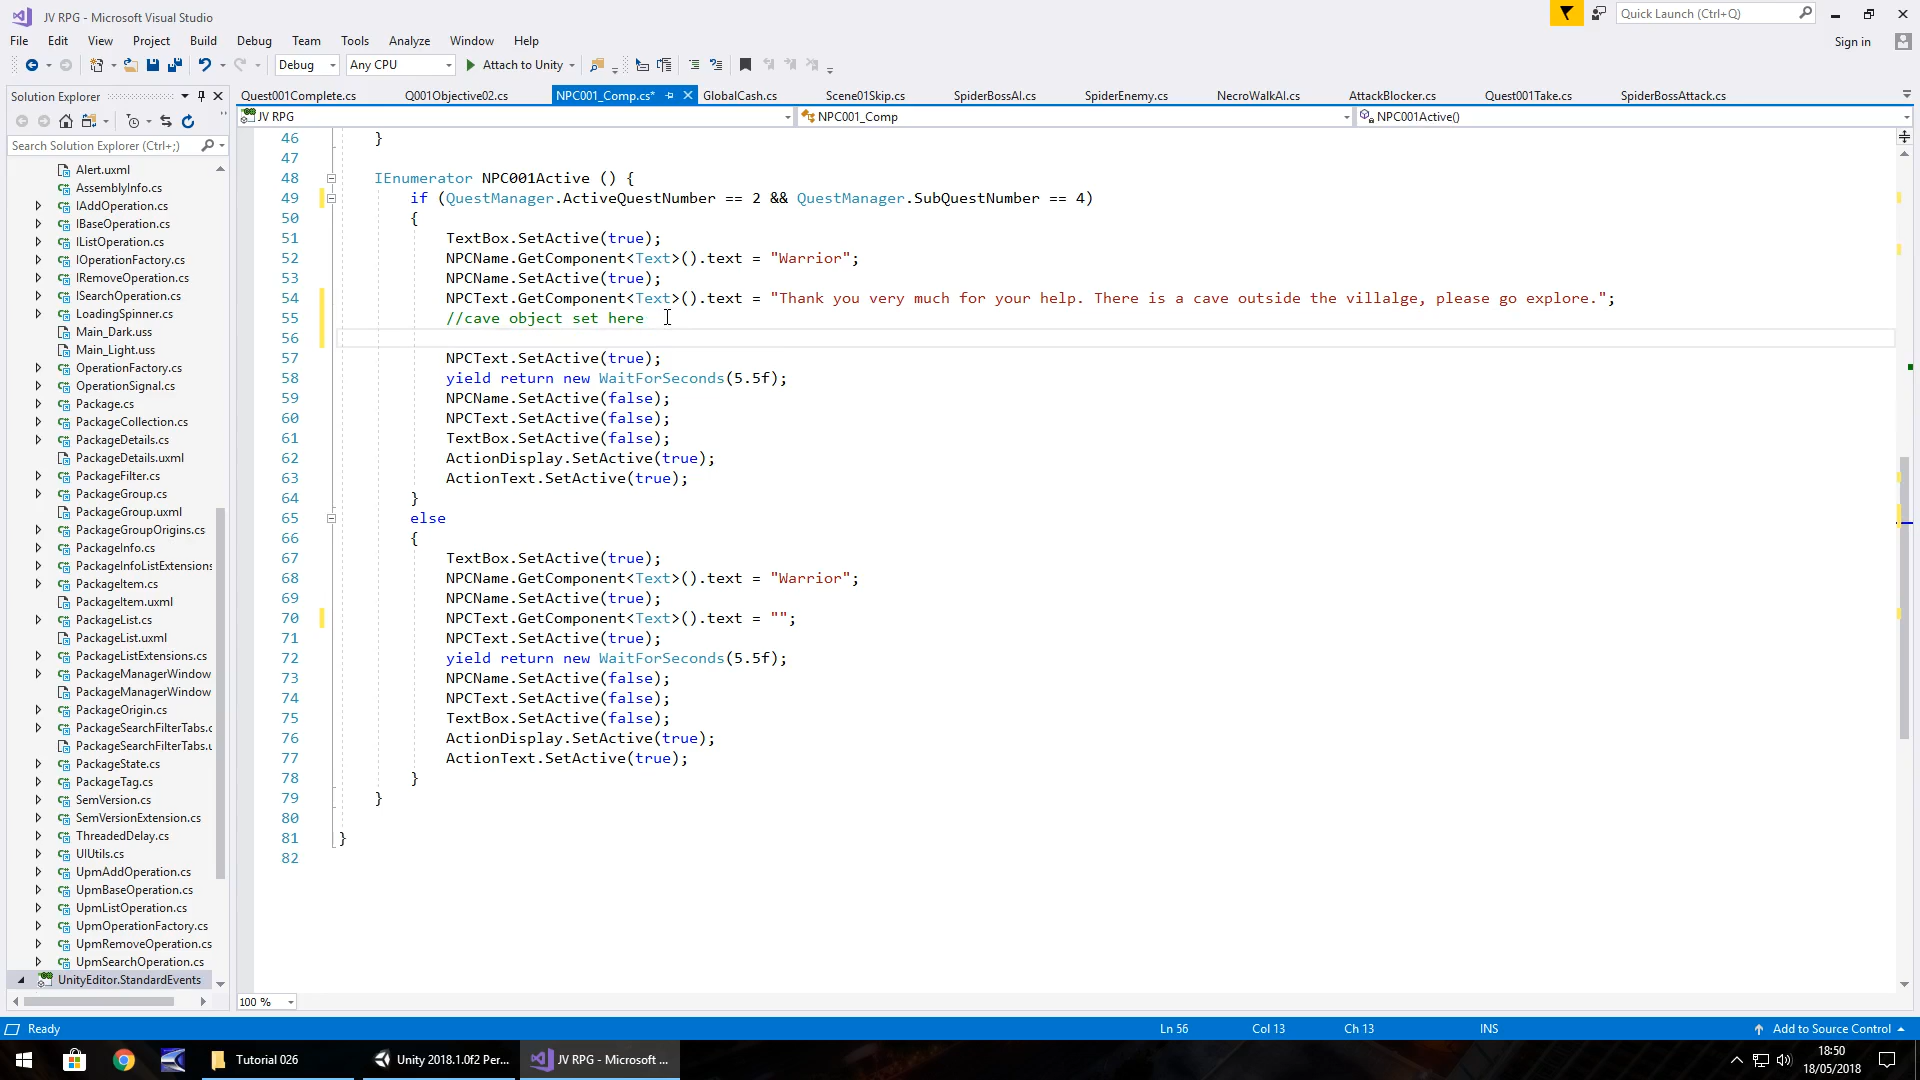 JV RPG - Microsoft Visual Studio
Quick Launch (Ctrl+Q)
File Edit View Project Build Debug Team Tools Analyze Window Help
Sign in
Debug Any CPU Attach to Unity
Solution Explorer
Quest001Complete.cs Q001Objective02.cs NPC001_Comp.cs* GlobalCash.cs Scene01Skip.cs SpiderBossAI.cs SpiderEnemy.cs NecroWalkAI.cs AttackBlocker.cs Quest001Take.cs SpiderBossAttack.cs
JV RPG NPC001_Comp NPC001Active()
Search Solution Explorer (Ctrl+;)
Alert.uxml
AssemblyInfo.cs
IAddOperation.cs
IBaseOperation.cs
IListOperation.cs
IOperationFactory.cs
IRemoveOperation.cs
ISearchOperation.cs
LoadingSpinner.cs
Main_Dark.uss
Main_Light.uss
OperationFactory.cs
OperationSignal.cs
Package.cs
PackageCollection.cs
PackageDetails.cs
PackageDetails.uxml
PackageFilter.cs
PackageGroup.cs
PackageGroup.uxml
PackageGroupOrigins.cs
PackageInfo.cs
PackageInfoListExtensions
PackageItem.cs
PackageItem.uxml
PackageList.cs
PackageList.uxml
PackageListExtensions.cs
PackageManagerWindow
PackageManagerWindow
PackageOrigin.cs
PackageSearchFilterTabs.c
PackageSearchFilterTabs.u
PackageState.cs
PackageTag.cs
SemVersion.cs
SemVersionExtension.cs
ThreadedDelay.cs
UIUtils.cs
UpmAddOperation.cs
UpmBaseOperation.cs
UpmListOperation.cs
UpmOperationFactory.cs
UpmRemoveOperation.cs
UpmSearchOperation.cs
UnityEditor.StandardEvents
46 }
47
48 IEnumerator NPC001Active () {
49 if (QuestManager.ActiveQuestNumber == 2 && QuestManager.SubQuestNumber == 4)
50 {
51 TextBox.SetActive(true);
52 NPCName.GetComponent<Text>().text = "Warrior";
53 NPCName.SetActive(true);
54 NPCText.GetComponent<Text>().text = "Thank you very much for your help. There is a cave outside the villalge, please go explore.";
55 //cave object set here
56
57 NPCText.SetActive(true);
58 yield return new WaitForSeconds(5.5f);
59 NPCName.SetActive(false);
60 NPCText.SetActive(false);
61 TextBox.SetActive(false);
62 ActionDisplay.SetActive(true);
63 ActionText.SetActive(true);
64 }
65 else
66 {
67 TextBox.SetActive(true);
68 NPCName.GetComponent<Text>().text = "Warrior";
69 NPCName.SetActive(true);
70 NPCText.GetComponent<Text>().text = "";
71 NPCText.SetActive(true);
72 yield return new WaitForSeconds(5.5f);
73 NPCName.SetActive(false);
74 NPCText.SetActive(false);
75 TextBox.SetActive(false);
76 ActionDisplay.SetActive(true);
77 ActionText.SetActive(true);
78 }
79 }
80
81 }
82
100 %
Ready Ln 56 Col 13 Ch 13 INS Add to Source Control
Tutorial 026 Unity 2018.1.0f2 Per... JV RPG - Microsoft ...
18:50
18/05/2018